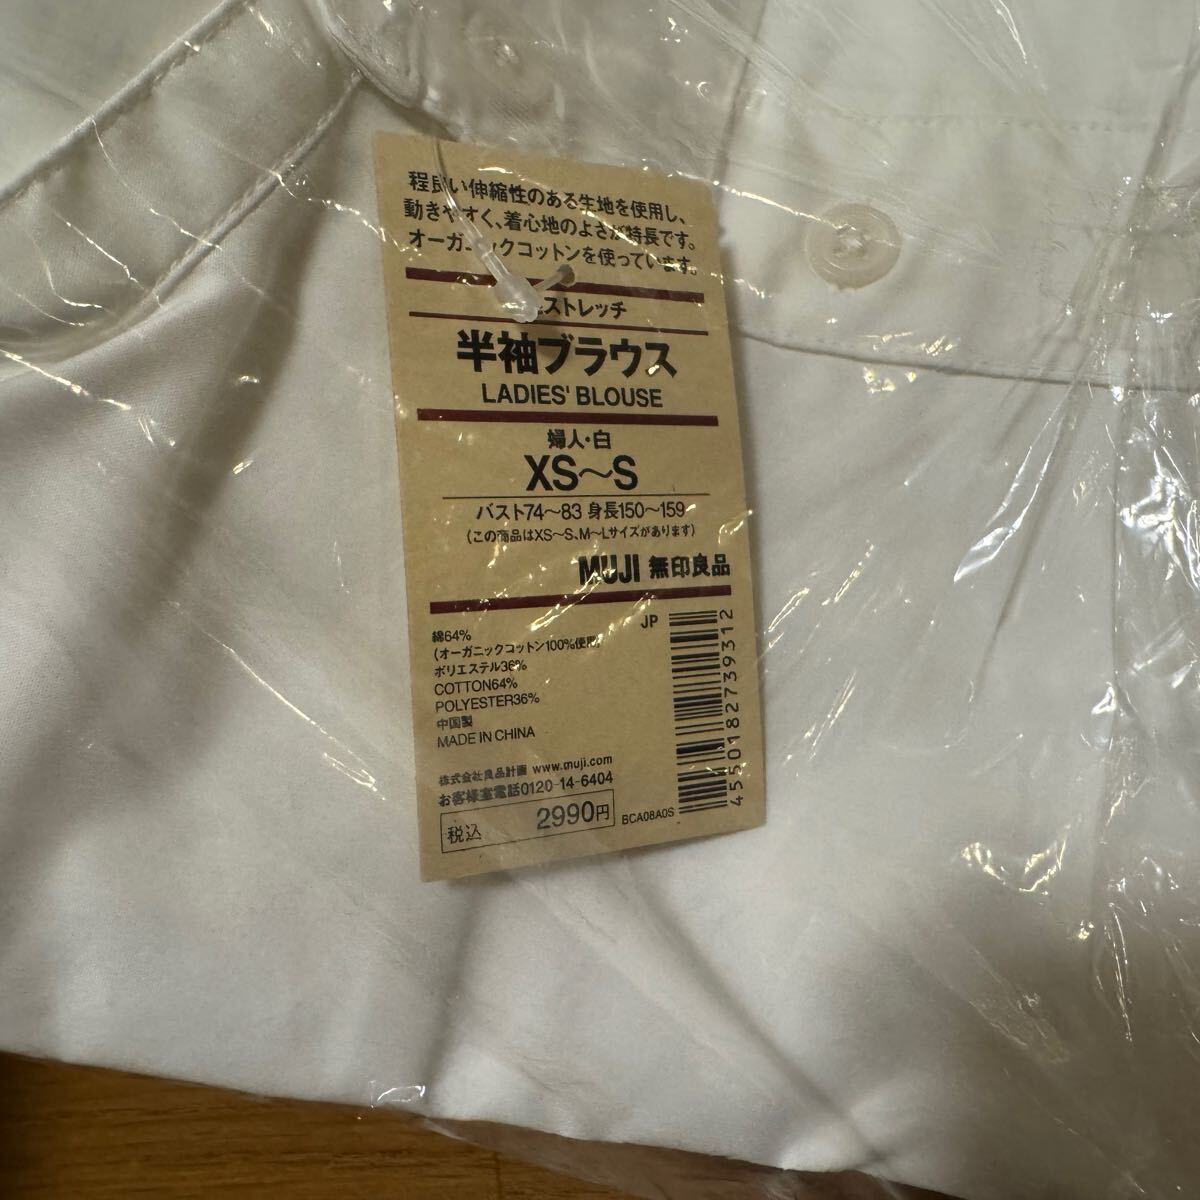 程良い伸縮性のある生地を使用し、
動きやすく、着心地のよさが特長です。
オーガニックコットンを使っています。
ストレッチ
半袖ブラウス
LADIES' BLOUSE
婦人・白
XS〜S
バスト74〜83 身長150〜159
(この商品はXS〜S、M〜Lサイズがあります)
MUJI 無印良品
JP
綿64%
(オーガニックコットン100%使用)
ポリエステル36%
COTTON64%
POLYESTER36%
中国製
MADE IN CHINA
株式会社良品計画 www.muji.com
お客様室電話0120-14-6404
税込 2990円
BCA08A0S
4550182739312